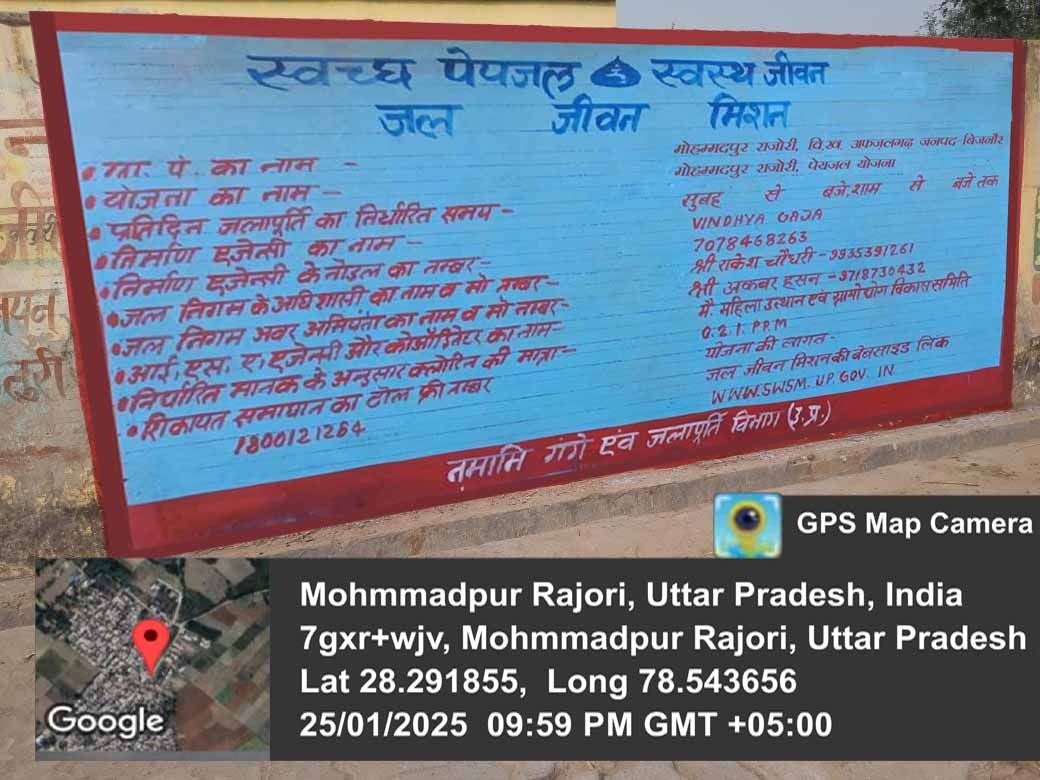 स्वच्छ पेयजल स्वस्थ जीवन
जल जीवन मिशन
• ग्रा. पं. का नाम - मोहम्मदपुर राजोरी, वि.ख. अफजलगढ़ जनपद-बिजनौर
• योजना का नाम - मोहम्मदपुर राजोरी, पेयजल योजना
• प्रतिदिन जलापूर्ति का निर्धारित समय - सुबह से बजे, शाम से बजे तक
• निर्माण एजेन्सी का नाम - VINDHYA GAJA
• निर्माण एजेन्सी के नोडल का नम्बर- 7078468263
• जल निगम के अधिशासी का नाम व मो नम्बर- श्री राकेश चौधरी - 9935391261
• जल निगम अवर अभियंता का नाम व मो नम्बर- श्री अकबर हसन - 9718730432
• आई. एस. ए. एजेन्सी और कोऑर्डिनेटर का नाम- मै. महिला उत्थान एवं ग्रामोद्योग विकास समिति
• निर्धारित मानक के अनुसार क्लोरिन की मात्रा- 0.2 1. P.P.M
• शिकायत समाधान का टोल फ्री नम्बर योजना की लागत-
1800121264 जल जीवन मिशन की वेबसाइड लिंक
WWW.SWSM.UP.GOV.IN
नमामि गंगे एंव जलापूर्ति विभाग (उ.प्र.)
GPS Map Camera
Mohmmadpur Rajori, Uttar Pradesh, India
7gxr+wjv, Mohmmadpur Rajori, Uttar Pradesh
Lat 28.291855, Long 78.543656
25/01/2025 09:59 PM GMT +05:00
Google